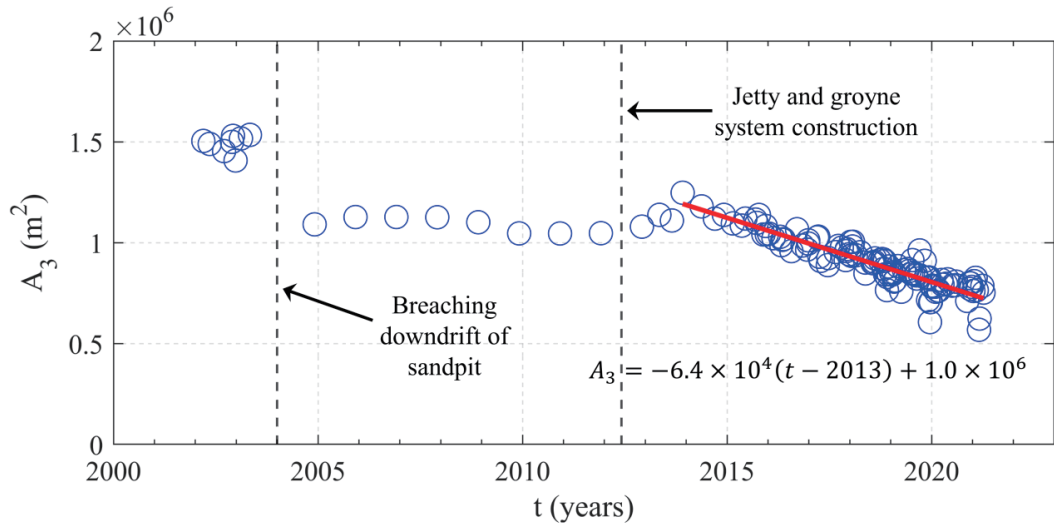 ×10⁶
2
1.5
1
0.5
0
A₃ (m²)
Jetty and groyne
system construction
Breaching
downdrift of
sandpit
A₃ = −6.4 × 10⁴(t − 2013) + 1.0 × 10⁶
2000 2005 2010 2015 2020
t (years)